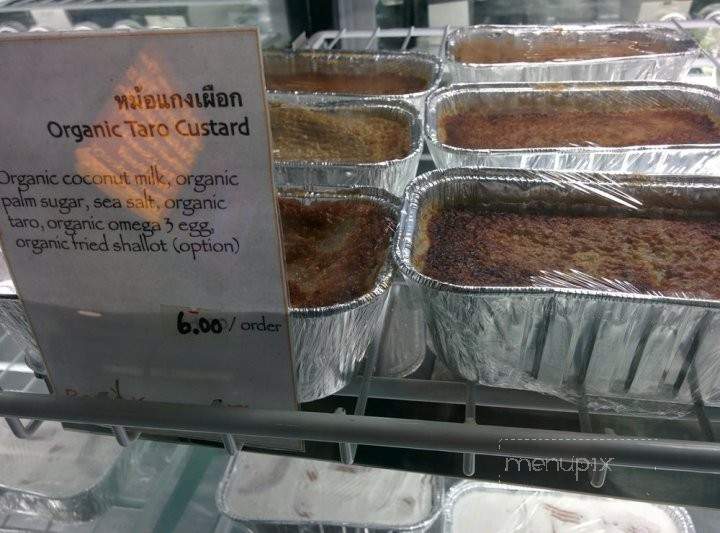 หม้อแกงเผือก
Organic Taro Custard
Organic coconut milk, organic
palm sugar, sea salt, organic
taro, organic omega 3 egg,
organic fried shallot (option)
6.00/ order
menupix